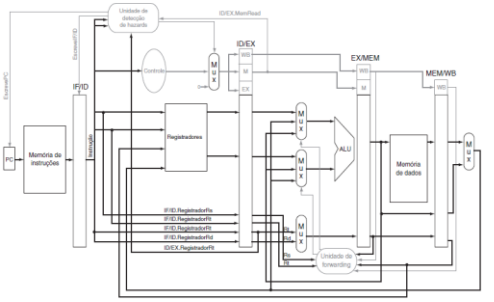 Unidade de
detecção
de hazards
ID/EX.MemRead
EscrevePC
EscreveIF/ID
Controle
M
u
x
ID/EX
WB
M
EX
EX/MEM
WB
M
MEM/WB
WB
IF/ID
PC
Memória de
instruções
Instrução
Registradores
M
u
x
M
u
x
ALU
Memória
de dados
M
u
x
IF/ID.RegistradorRs
IF/ID.RegistradorRt
IF/ID.RegistradorRt
IF/ID.RegistradorRd
ID/EX.RegistradorRt
Rt
Rd
M
u
x
Rs
Rt
Unidade de
forwarding